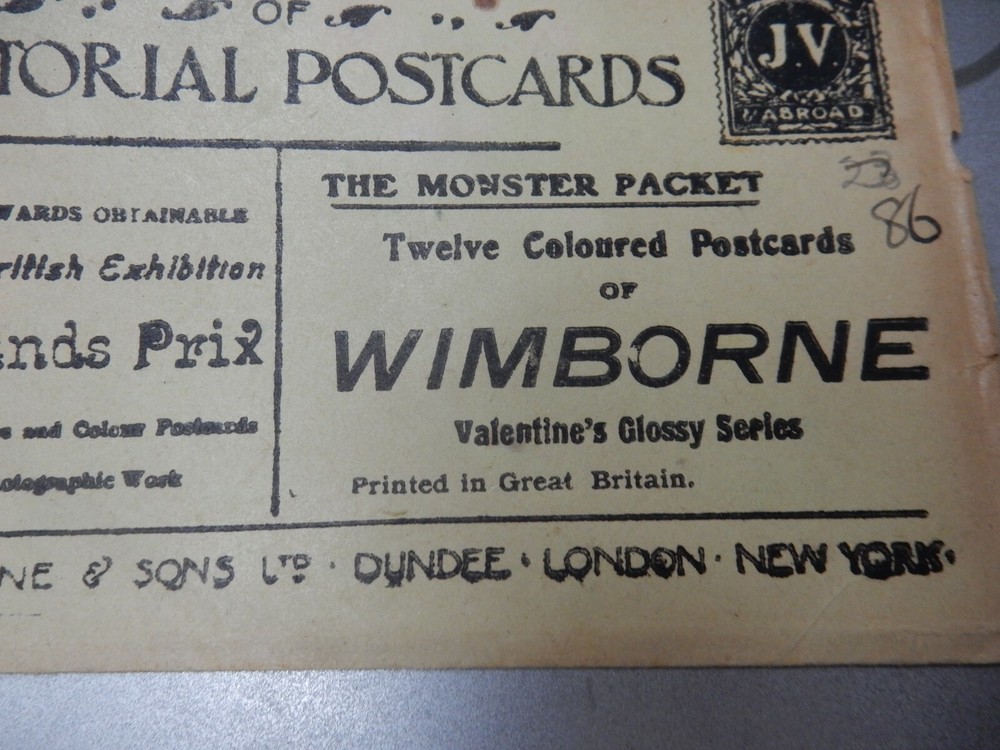 OF
TORIAL POSTCARDS
J.V.
ABROAD
WARDS OBTAINABLE
ritish Exhibition
nds Prix
and Colour Postcards
otographic Work
THE MONSTER PACKET
23
86
Twelve Coloured Postcards
OF
WIMBORNE
Valentine's Glossy Series
Printed in Great Britain.
NE & SONS LTD · DUNDEE · LONDON · NEW YORK·